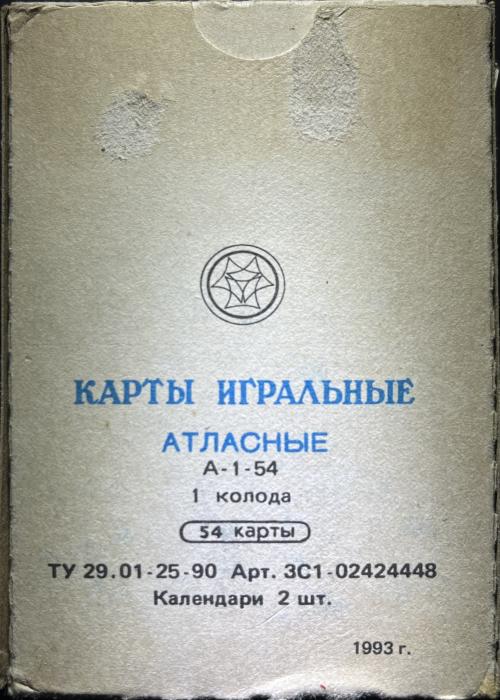 КАРТЫ ИГРАЛЬНЫЕ
АТЛАСНЫЕ
А-1-54
1 колода
54 карты
ТУ 29.01-25-90 Арт. ЗС1-02424448
Календари 2 шт.
1993 г.